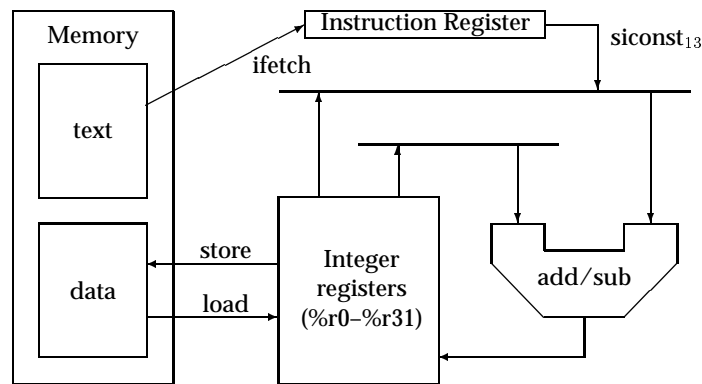 Memory
Instruction Register
siconst₁₃
ifetch
text
store
Integer
registers
(%r0–%r31)
add/sub
data
load